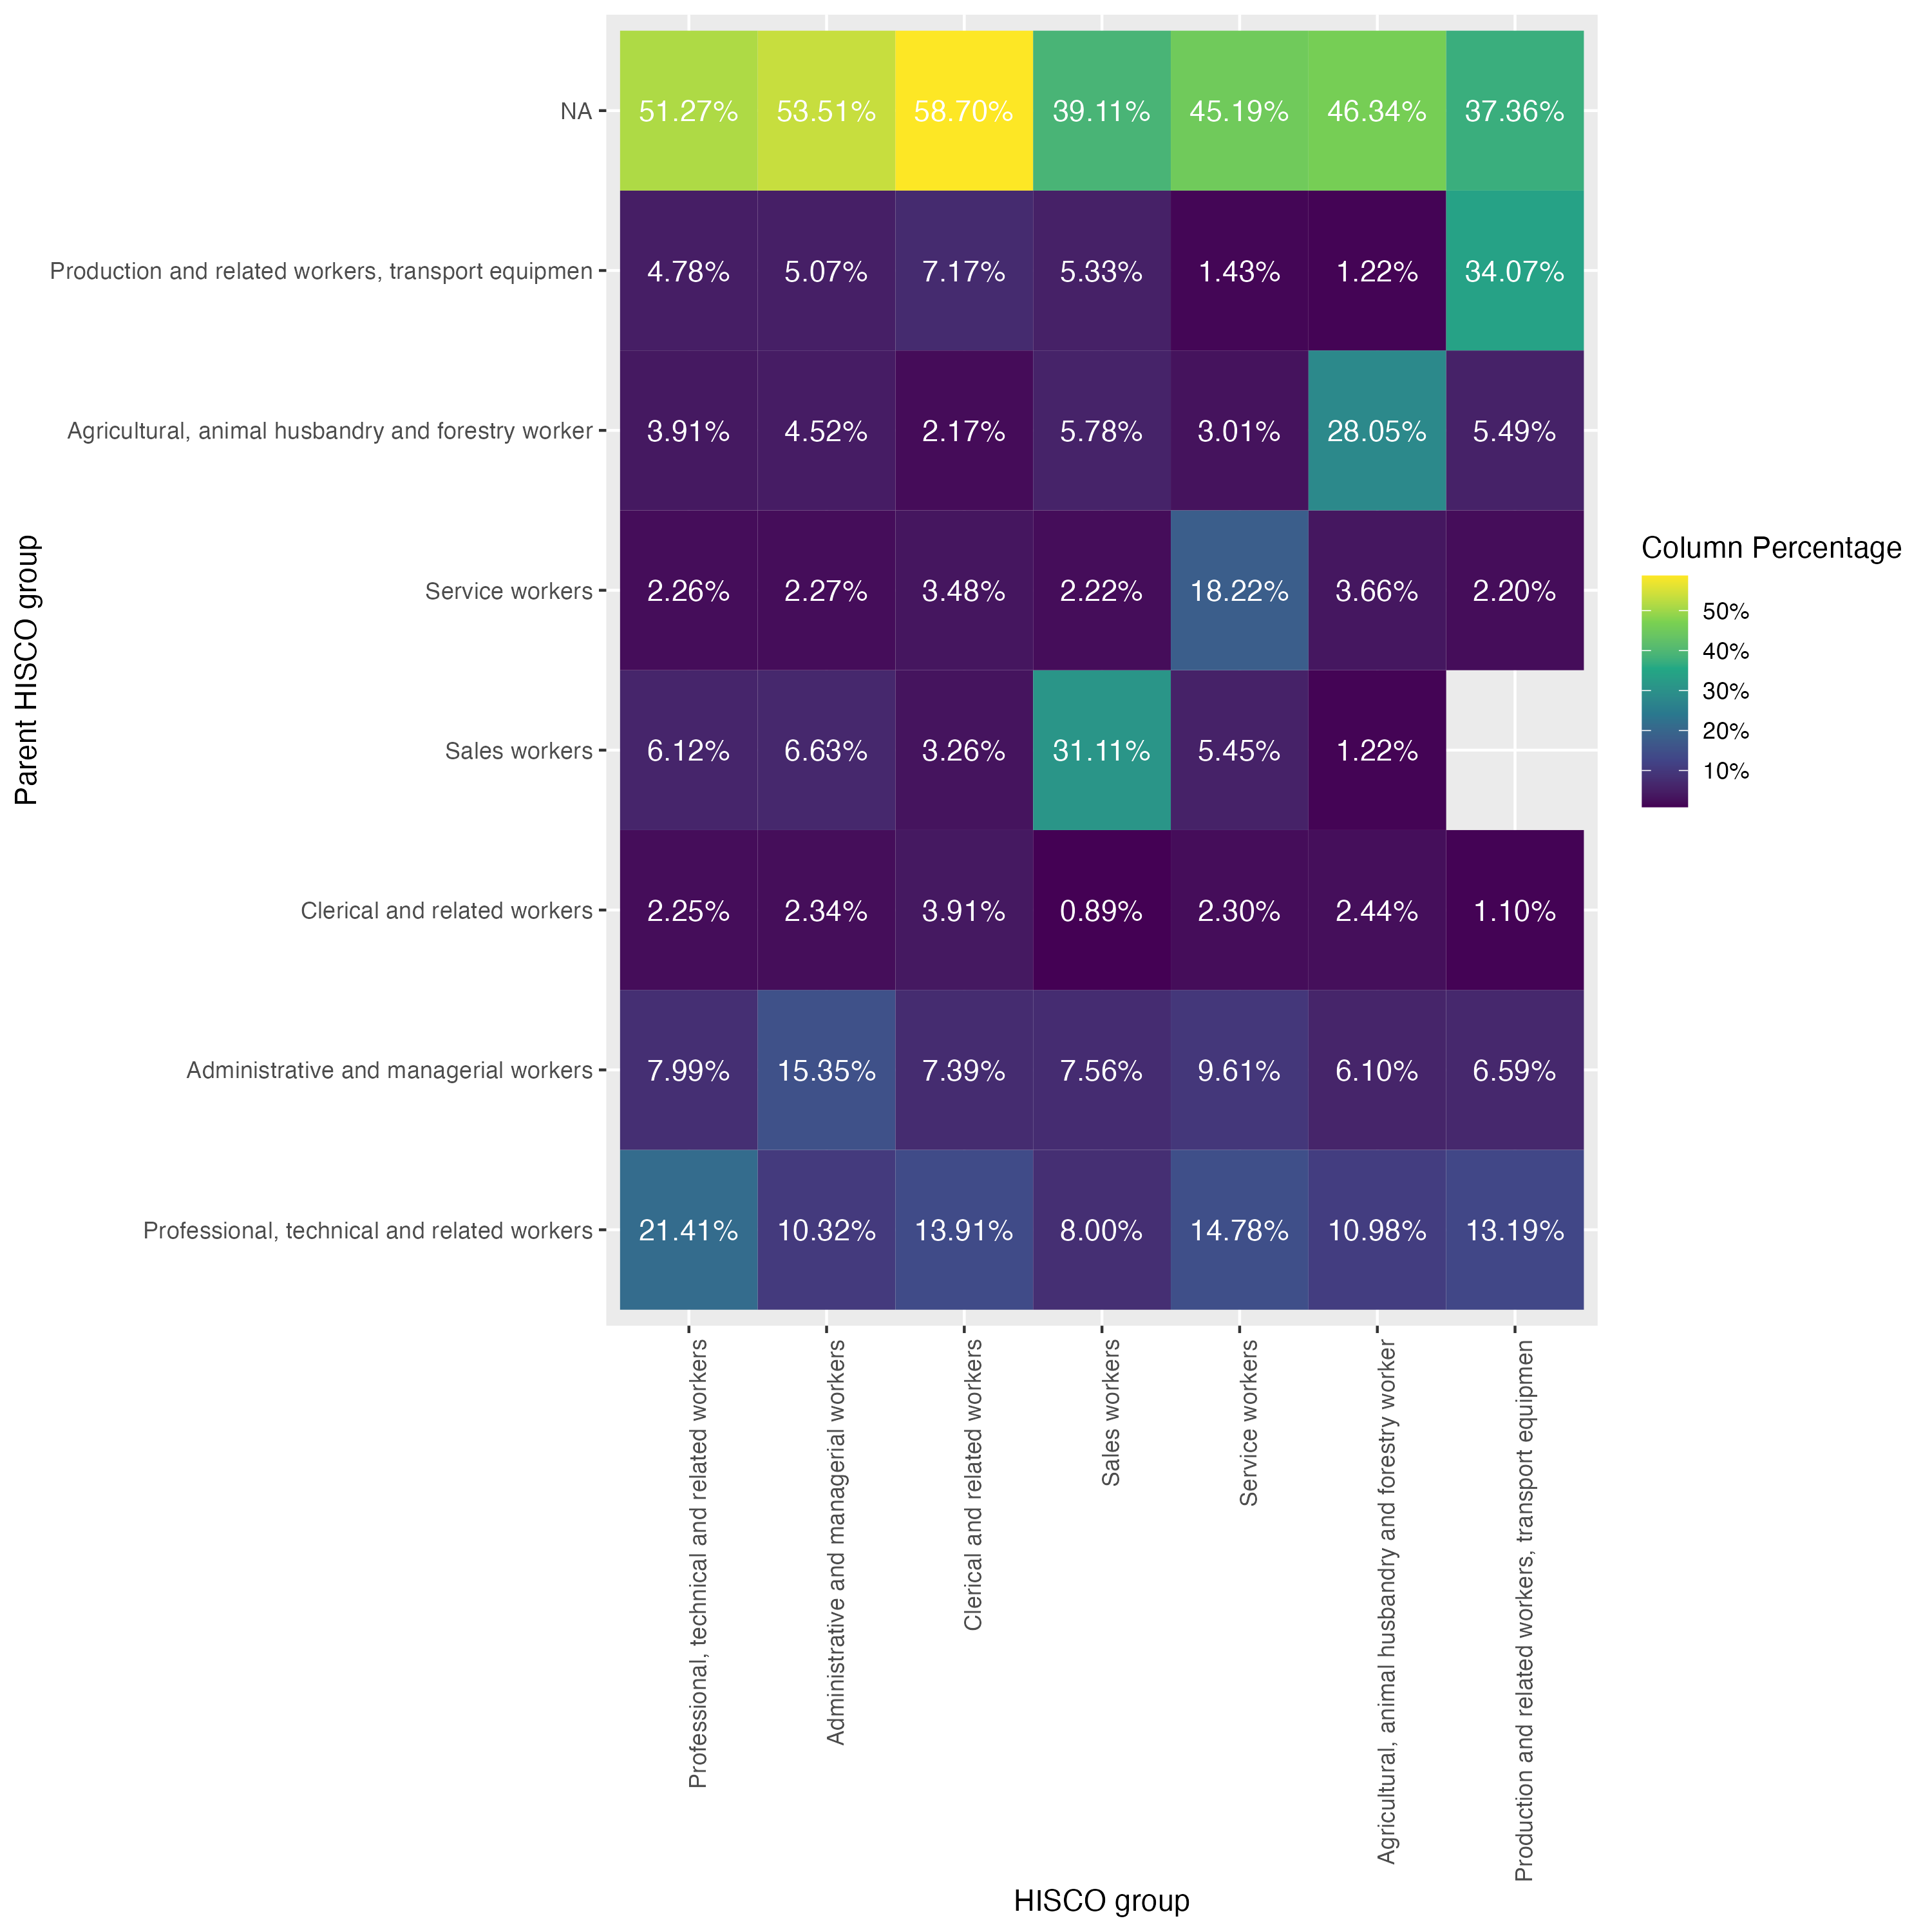 NA
51.27% 53.51% 58.70% 39.11% 45.19% 46.34% 37.36%
Production and related workers, transport equipmen
4.78% 5.07% 7.17% 5.33% 1.43% 1.22% 34.07%
Agricultural, animal husbandry and forestry worker
3.91% 4.52% 2.17% 5.78% 3.01% 28.05% 5.49%
Service workers
2.26% 2.27% 3.48% 2.22% 18.22% 3.66% 2.20%
Sales workers
6.12% 6.63% 3.26% 31.11% 5.45% 1.22%
Clerical and related workers
2.25% 2.34% 3.91% 0.89% 2.30% 2.44% 1.10%
Administrative and managerial workers
7.99% 15.35% 7.39% 7.56% 9.61% 6.10% 6.59%
Professional, technical and related workers
21.41% 10.32% 13.91% 8.00% 14.78% 10.98% 13.19%
Parent HISCO group
Professional, technical and related workers
Administrative and managerial workers
Clerical and related workers
Sales workers
Service workers
Agricultural, animal husbandry and forestry worker
Production and related workers, transport equipmen
HISCO group
Column Percentage
50%
40%
30%
20%
10%